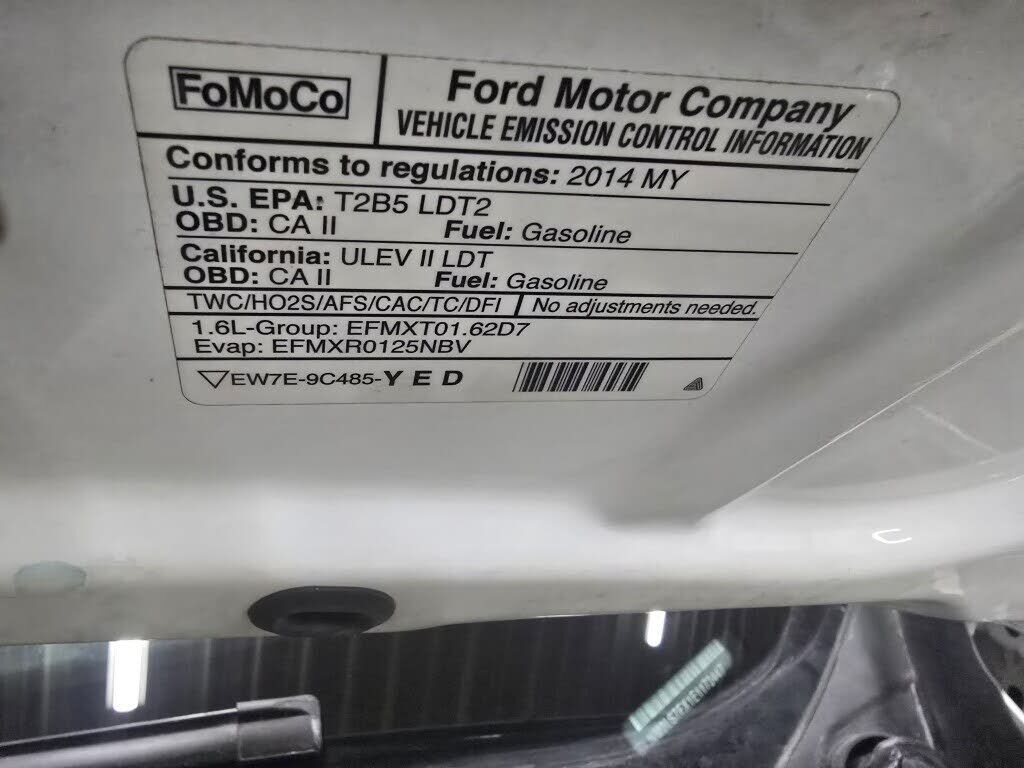 FoMoCo
Ford Motor Company
VEHICLE EMISSION CONTROL INFORMATION
Conforms to regulations: 2014 MY
U.S. EPA: T2B5 LDT2
OBD: CA II Fuel: Gasoline
California: ULEV II LDT
OBD: CA II Fuel: Gasoline
TWC/HO2S/AFS/CAC/TC/DFI No adjustments needed.
1.6L-Group: EFMXT01.62D7
Evap: EFMXR0125NBV
EW7E-9C485-YED